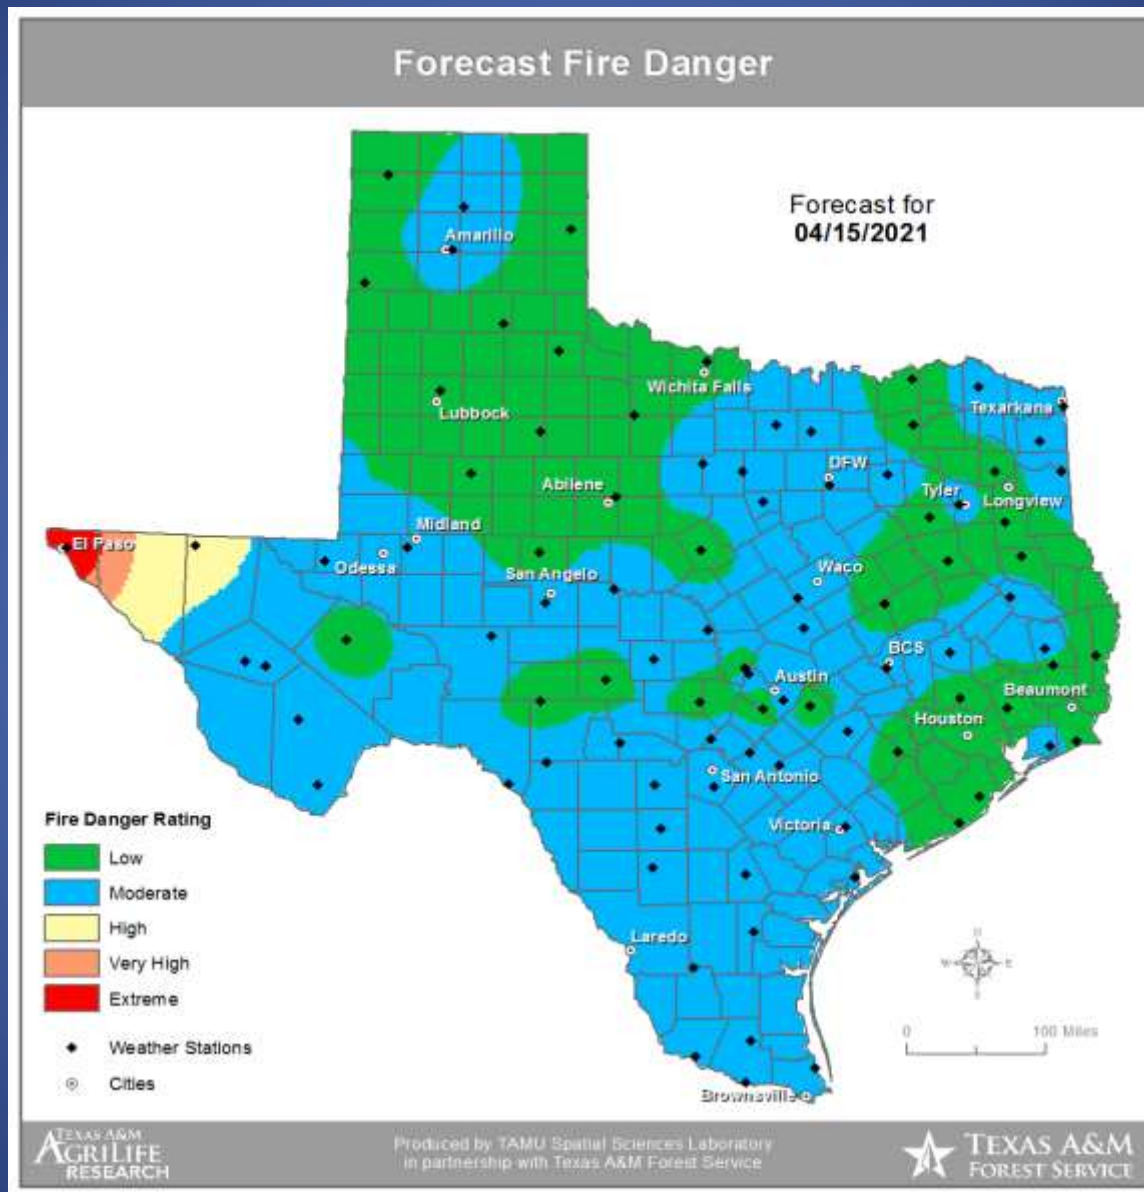 Forecast Fire Danger
Forecast for
04/15/2021
Amarillo
Wichita Falls
Lubbock
Texarkana
DFW
Abilene
Tyler
Longview
Midland
El Paso
Odessa
San Angelo
Waco
BCS
Austin
Beaumont
Houston
San Antonio
Victoria
Laredo
Brownsville
Fire Danger Rating
Low
Moderate
High
Very High
Extreme
Weather Stations
Cities
N
W E
S
0 100 Miles
TEXAS A&M
AGRILIFE
RESEARCH
Produced by TAMU Spatial Sciences Laboratory
in partnership with Texas A&M Forest Service
TEXAS A&M
FOREST SERVICE